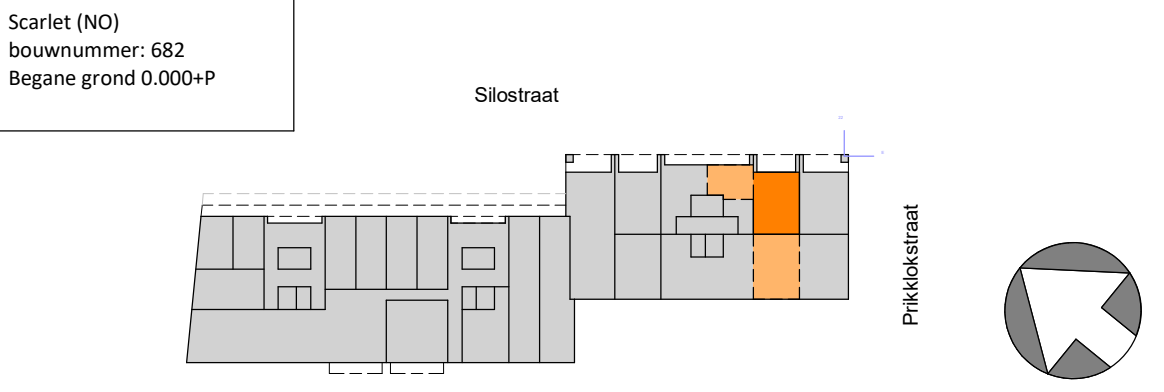 Scarlet (NO)
bouwnummer: 682
Begane grond 0.000+P
Silostraat
Prikklokstraat